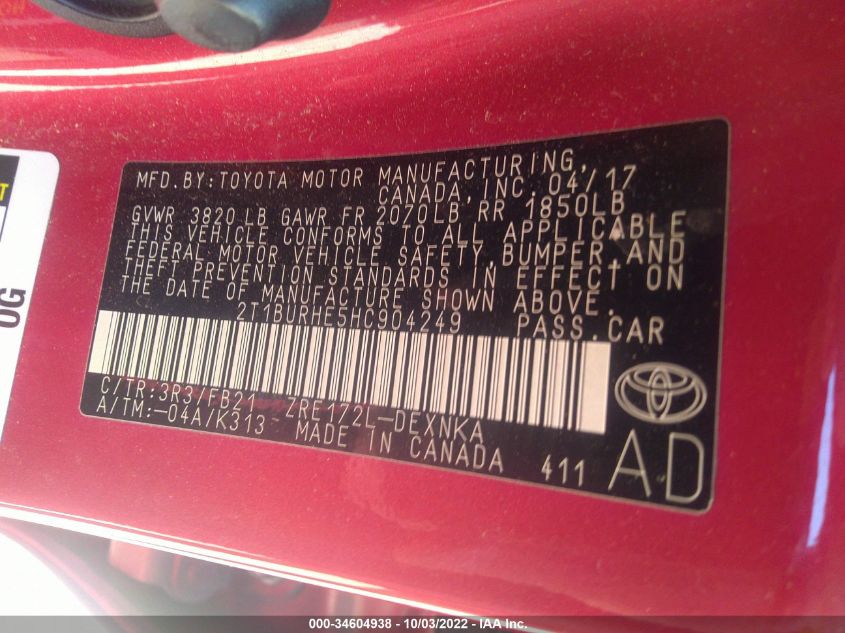 MFD.BY:TOYOTA MOTOR MANUFACTURING,
CANADA,INC.04/17
GVWR 3820 LB GAWR FR 2070LB RR 1850LB
THIS VEHICLE CONFORMS TO ALL APPLICABLE
FEDERAL MOTOR VEHICLE SAFETY, BUMPER,AND
THEFT PREVENTION STANDARDS IN EFFECT ON
THE DATE OF MANUFACTURE SHOWN ABOVE.
2T1BURHE5HC904249 PASS.CAR
C/TR:3R3/FB21 ZRE172L-DEXNKA
A/TM:-04A/K313 MADE IN CANADA 411 AD
OG
000-34604938 - 10/03/2022 - IAA Inc.